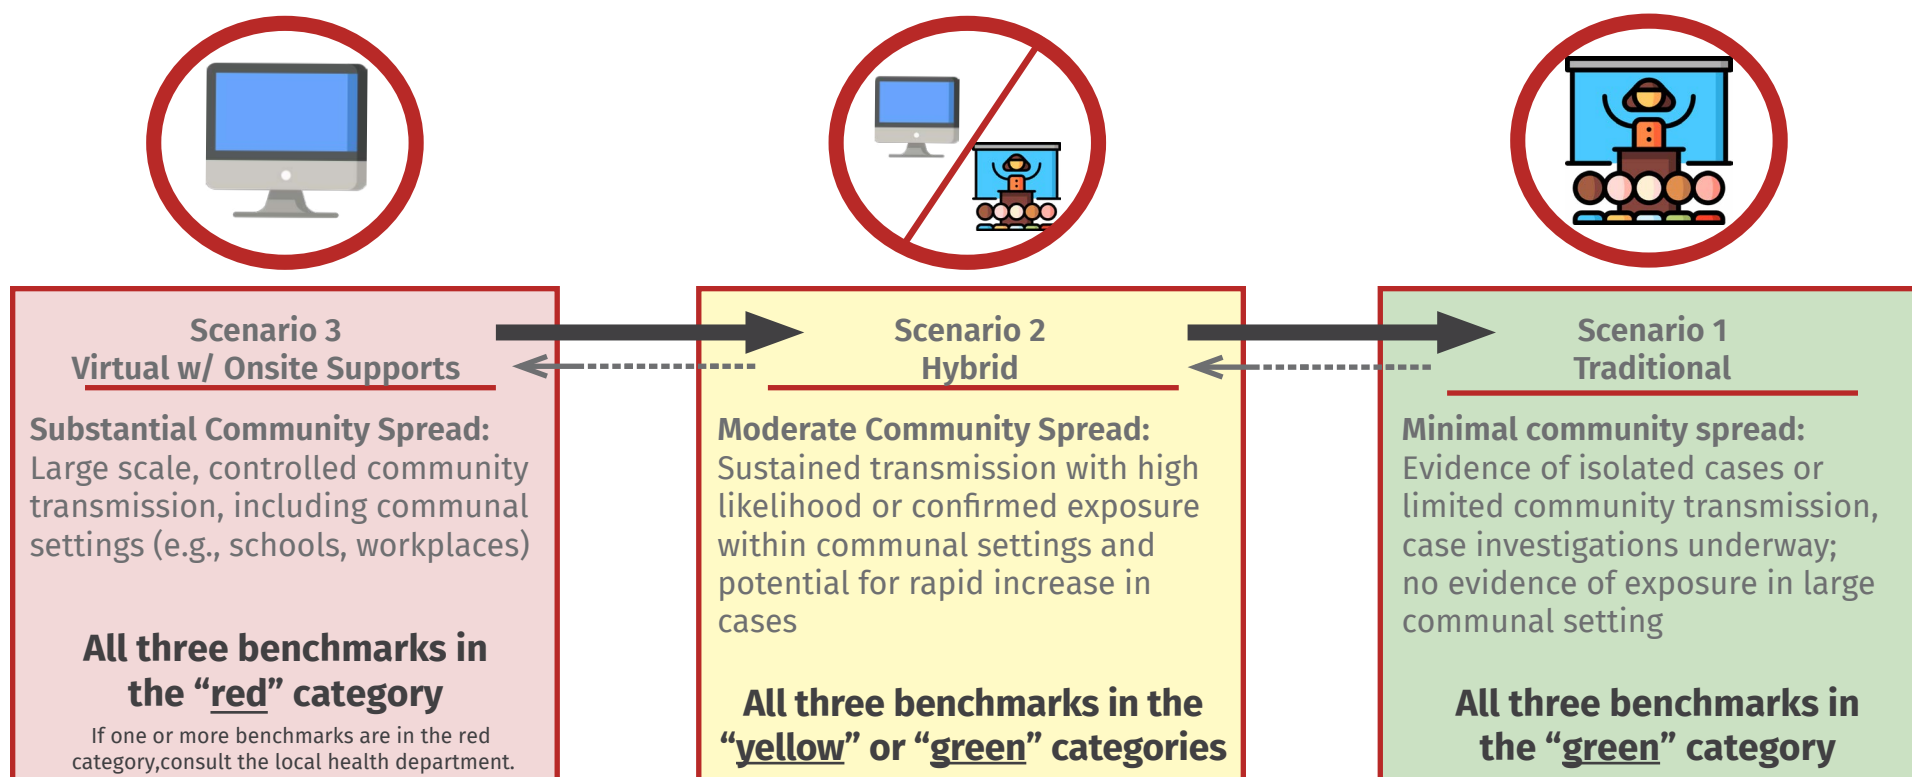 Scenario 3
Virtual w/ Onsite Supports
Substantial Community Spread:
Large scale, controlled community
transmission, including communal
settings (e.g., schools, workplaces)
All three benchmarks in
the “red” category
If one or more benchmarks are in the red
category,consult the local health department.
Scenario 2
Hybrid
Moderate Community Spread:
Sustained transmission with high
likelihood or confirmed exposure
within communal settings and
potential for rapid increase in
cases
All three benchmarks in the
“yellow” or “green” categories
Scenario 1
Traditional
Minimal community spread:
Evidence of isolated cases or
limited community transmission,
case investigations underway;
no evidence of exposure in large
communal setting
All three benchmarks in
the “green” category